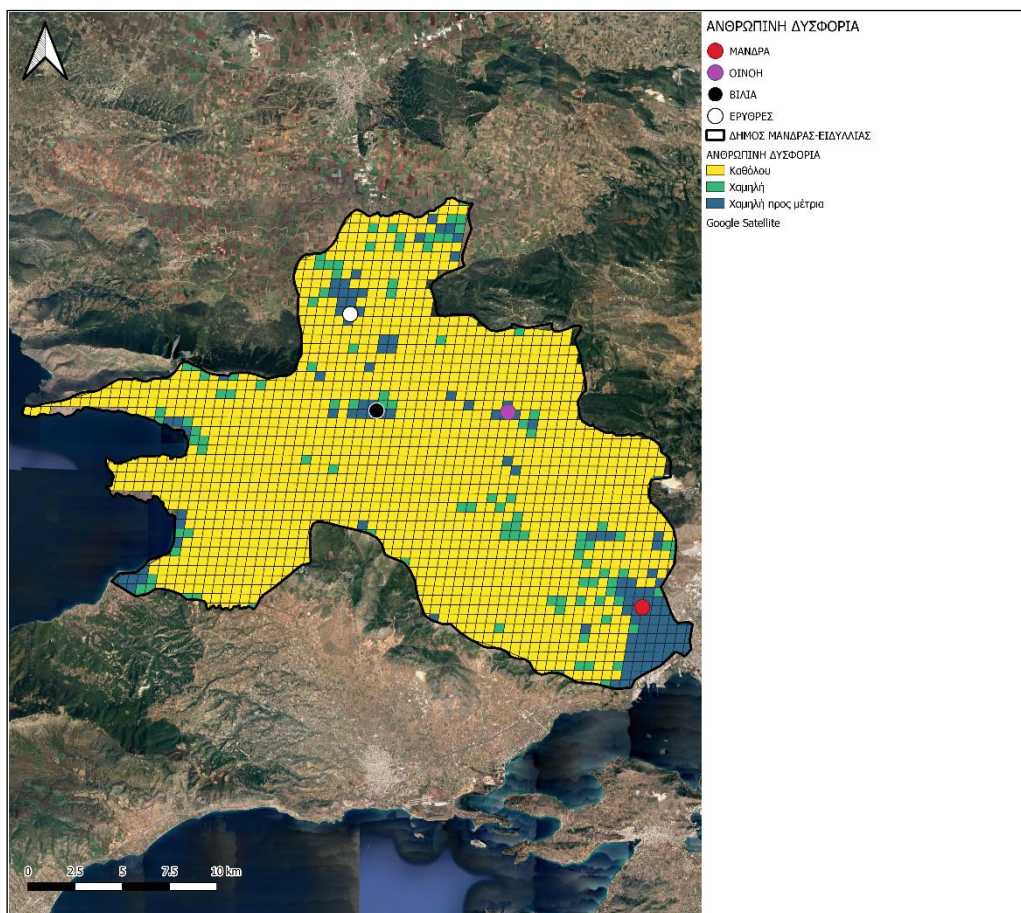 ΑΝΘΡΩΠΙΝΗ ΔΥΣΦΟΡΙΑ
ΜΑΝΔΡΑ
ΟΙΝΟΗ
ΒΙΛΙΑ
ΕΡΥΘΡΕΣ
ΔΗΜΟΣ ΜΑΝΔΡΑΣ-ΕΙΔΥΛΛΙΑΣ
ΑΝΘΡΩΠΙΝΗ ΔΥΣΦΟΡΙΑ
Καθόλου
Χαμηλή
Χαμηλή προς μέτρια
Google Satellite
0 2.5 5 7.5 10 km